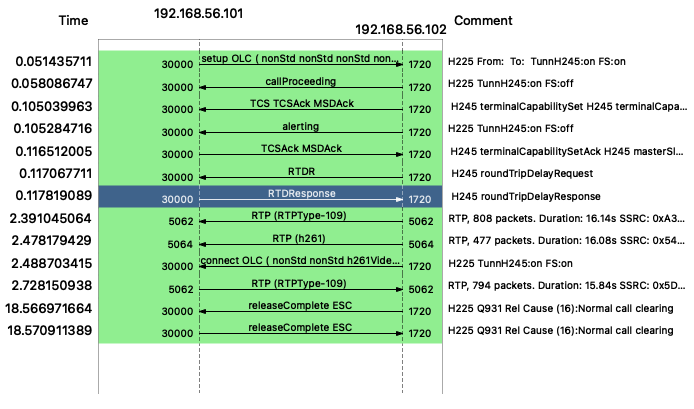 Time 192.168.56.101 192.168.56.102 Comment
0.051435711 30000 setup OLC ( nonStd nonStd nonStd non... 1720 H225 From: To: TunnH245:on FS:on
0.058086747 30000 callProceeding 1720 H225 TunnH245:on FS:off
0.105039963 30000 TCS TCSAck MSDAck 1720 H245 terminalCapabilitySet H245 terminalCapa...
0.105284716 30000 alerting 1720 H225 TunnH245:on FS:off
0.116512005 30000 TCSAck MSDAck 1720 H245 terminalCapabilitySetAck H245 masterSl...
0.117067711 30000 RTDR 1720 H245 roundTripDelayRequest
0.117819089 30000 RTDResponse 1720 H245 roundTripDelayResponse
2.391045064 5062 RTP (RTPType-109) 5062 RTP, 808 packets. Duration: 16.14s SSRC: 0xA3...
2.478179429 5064 RTP (h261) 5064 RTP, 477 packets. Duration: 16.08s SSRC: 0x54...
2.488703415 30000 connect OLC ( nonStd nonStd h261Vide... 1720 H225 TunnH245:on FS:on
2.728150938 5062 RTP (RTPType-109) 5062 RTP, 794 packets. Duration: 15.84s SSRC: 0x5D...
18.566971664 30000 releaseComplete ESC 1720 H225 Q931 Rel Cause (16):Normal call clearing
18.570911389 30000 releaseComplete ESC 1720 H225 Q931 Rel Cause (16):Normal call clearing